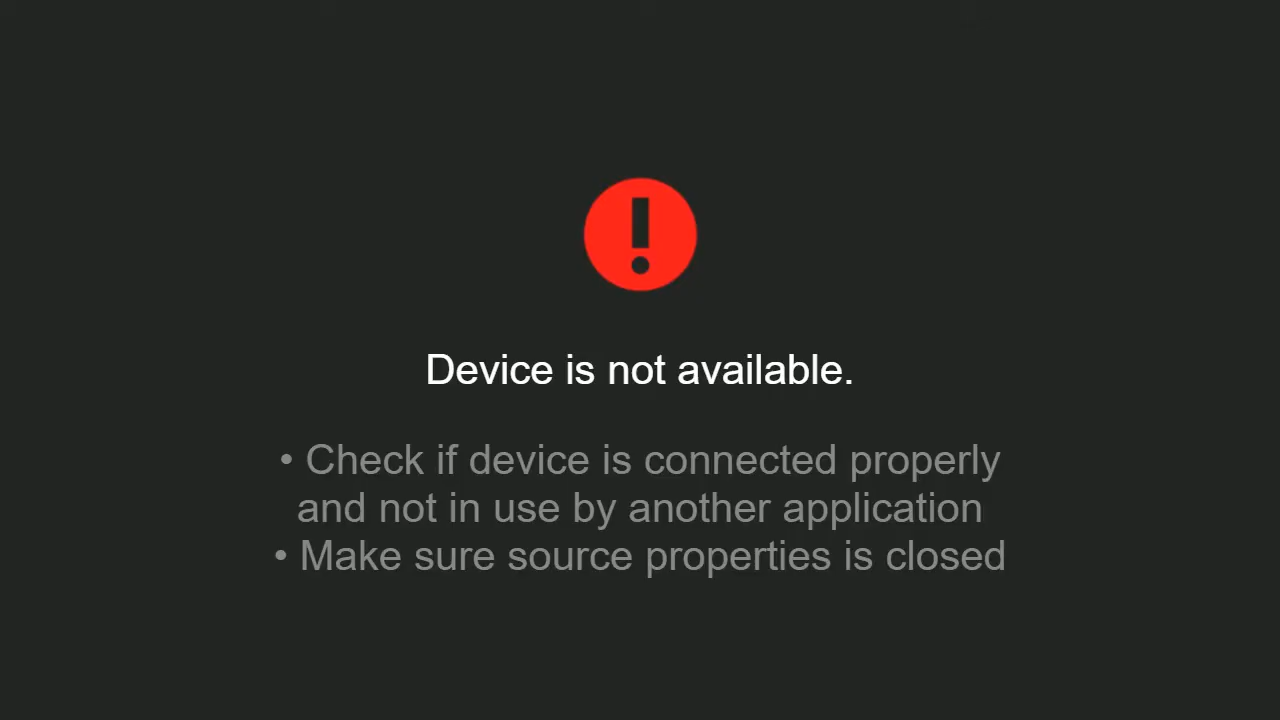 Device is not available.
• Check if device is connected properly
and not in use by another application
• Make sure source properties is closed